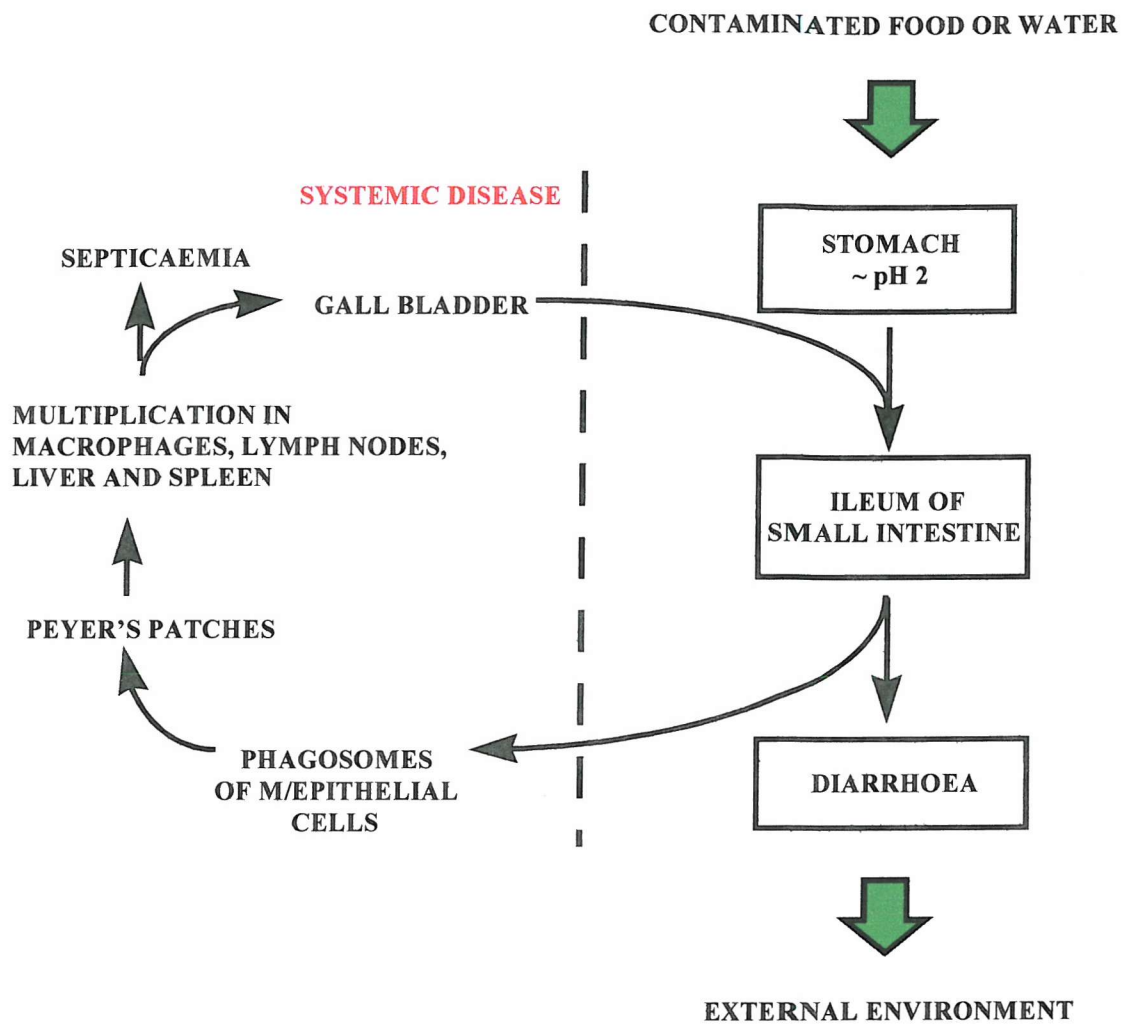 CONTAMINATED FOOD OR WATER
SYSTEMIC DISEASE
STOMACH
~ pH 2
SEPTICAEMIA
GALL BLADDER
MULTIPLICATION IN
MACROPHAGES, LYMPH NODES,
LIVER AND SPLEEN
ILEUM OF
SMALL INTESTINE
PEYER'S PATCHES
PHAGOSOMES
OF M/EPITHELIAL
CELLS
DIARRHOEA
EXTERNAL ENVIRONMENT